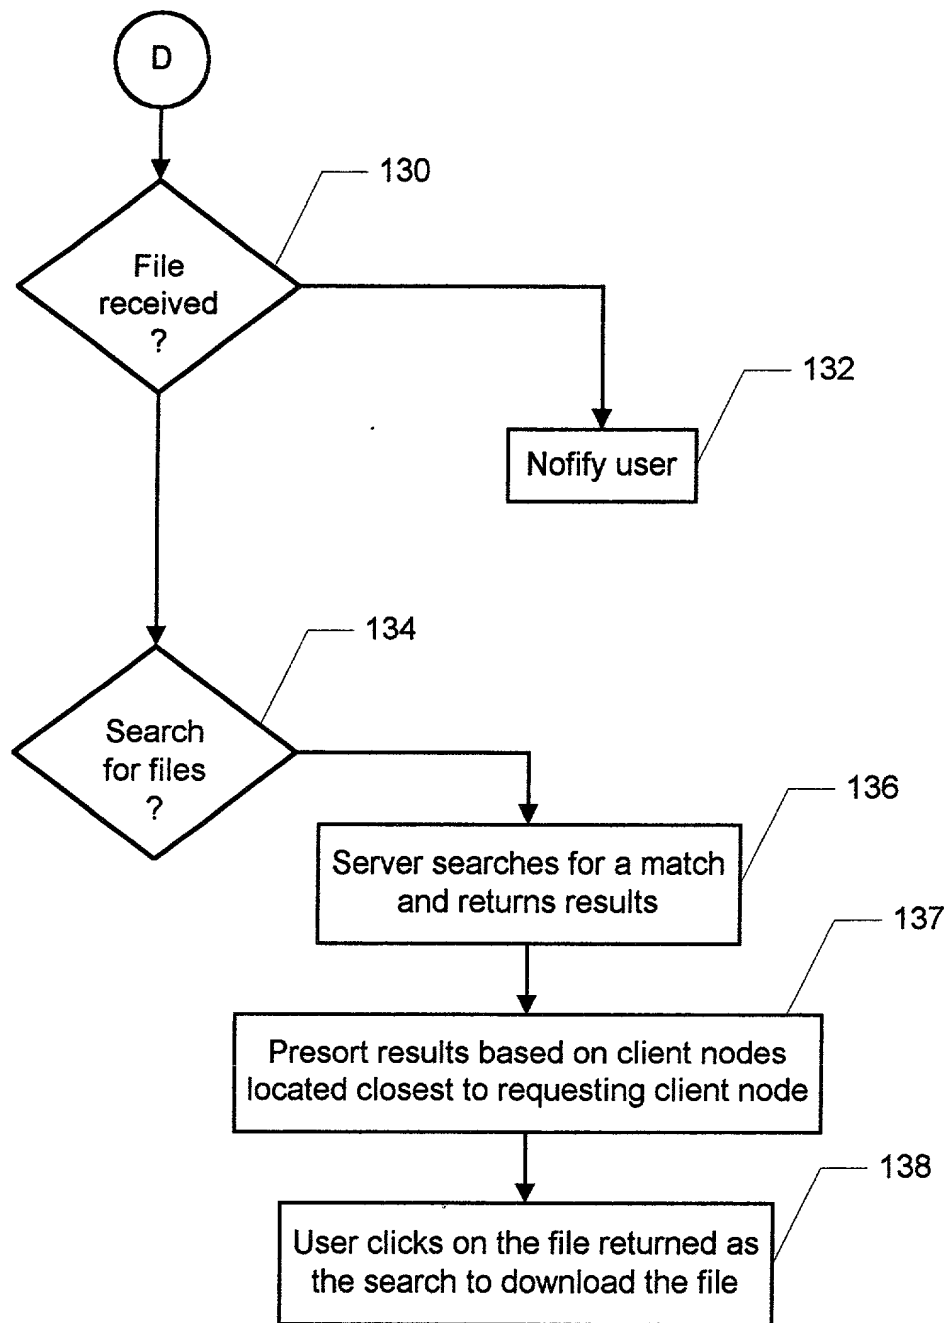 D
130
File
received
?
132
Nofify user
134
Search
for files
?
136
Server searches for a match
and returns results
137
Presort results based on client nodes
located closest to requesting client node
138
User clicks on the file returned as
the search to download the file